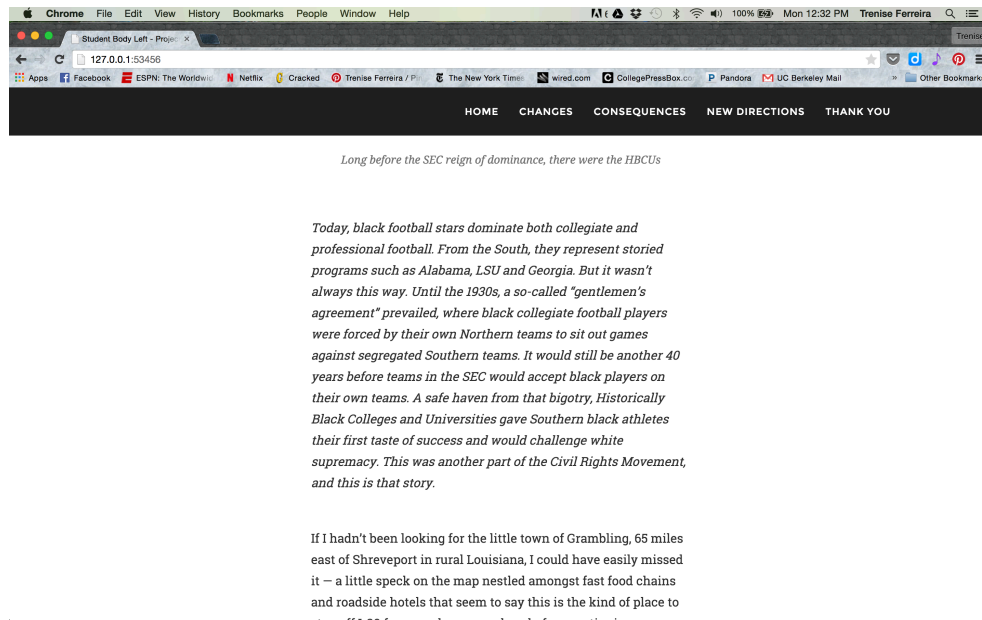 Chrome File Edit View History Bookmarks People Window Help 100% Mon 12:32 PM Trenise Ferreira
Student Body Left - Projec × Trenise
127.0.0.1:53456
Apps Facebook ESPN: The Worldwid Netflix Cracked Trenise Ferreira / Pi The New York Times wired.com CollegePressBox.co Pandora UC Berkeley Mail » Other Bookmark
HOME CHANGES CONSEQUENCES NEW DIRECTIONS THANK YOU
Long before the SEC reign of dominance, there were the HBCUs
Today, black football stars dominate both collegiate and
professional football. From the South, they represent storied
programs such as Alabama, LSU and Georgia. But it wasn't
always this way. Until the 1930s, a so-called "gentlemen's
agreement" prevailed, where black collegiate football players
were forced by their own Northern teams to sit out games
against segregated Southern teams. It would still be another 40
years before teams in the SEC would accept black players on
their own teams. A safe haven from that bigotry, Historically
Black Colleges and Universities gave Southern black athletes
their first taste of success and would challenge white
supremacy. This was another part of the Civil Rights Movement,
and this is that story.
If I hadn't been looking for the little town of Grambling, 65 miles
east of Shreveport in rural Louisiana, I could have easily missed
it — a little speck on the map nestled amongst fast food chains
and roadside hotels that seem to say this is the kind of place to